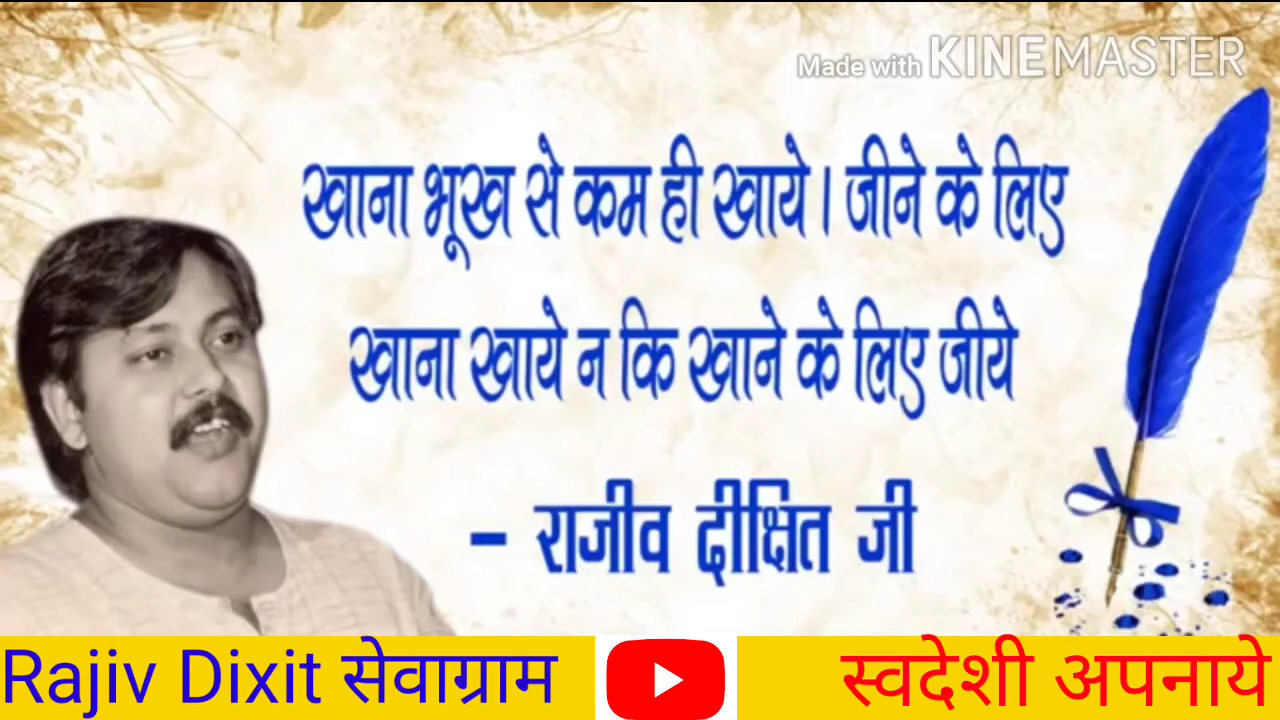 Made with KINEMASTER
खाना भूख से कम ही खाये। जीने के लिए
खाना खाये न कि खाने के लिए जीये
- राजीव दीक्षित जी
Rajiv Dixit सेवाग्राम
स्वदेशी अपनाये